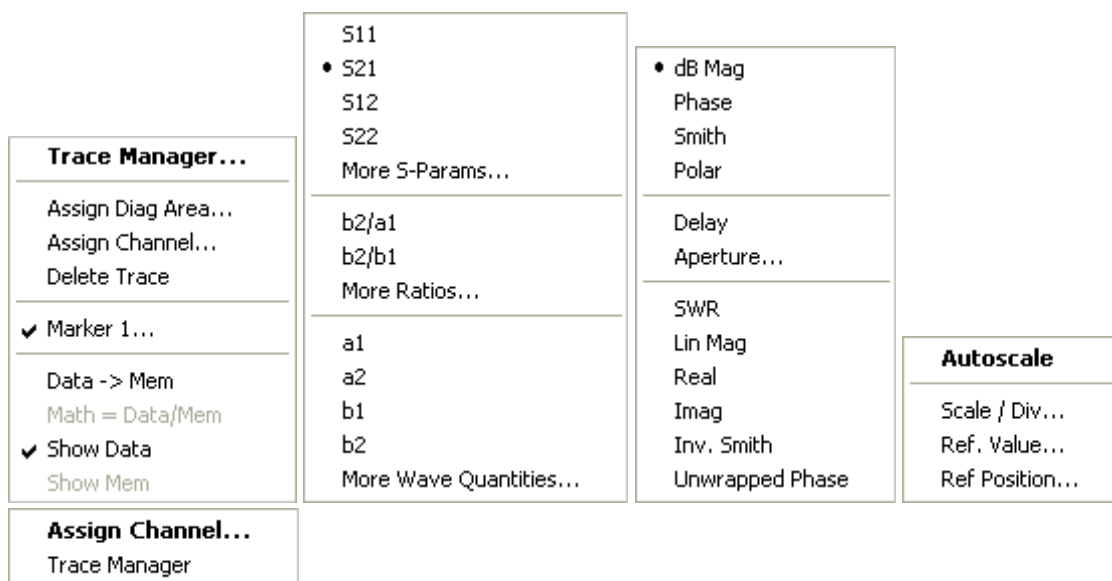 Trace Manager...
Assign Diag Area...
Assign Channel...
Delete Trace
Marker 1...
Data -> Mem
Math = Data/Mem
Show Data
Show Mem
S11
S21
S12
S22
More S-Params...
b2/a1
b2/b1
More Ratios...
a1
a2
b1
b2
More Wave Quantities...
dB Mag
Phase
Smith
Polar
Delay
Aperture...
SWR
Lin Mag
Real
Imag
Inv. Smith
Unwrapped Phase
Autoscale
Scale / Div...
Ref. Value...
Ref Position...
Assign Channel...
Trace Manager